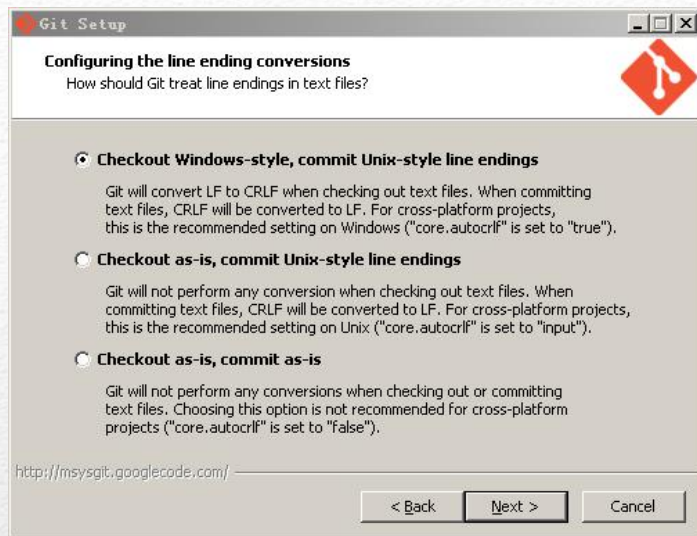 Git Setup
Configuring the line ending conversions
How should Git treat line endings in text files?
Checkout Windows-style, commit Unix-style line endings
Git will convert LF to CRLF when checking out text files. When committing
text files, CRLF will be converted to LF. For cross-platform projects,
this is the recommended setting on Windows ("core.autocrlf" is set to "true").
Checkout as-is, commit Unix-style line endings
Git will not perform any conversion when checking out text files. When
committing text files, CRLF will be converted to LF. For cross-platform projects,
this is the recommended setting on Unix ("core.autocrlf" is set to "input").
Checkout as-is, commit as-is
Git will not perform any conversions when checking out or committing
text files. Choosing this option is not recommended for cross-platform
projects ("core.autocrlf" is set to "false").
http://msysgit.googlecode.com/
< Back Next > Cancel